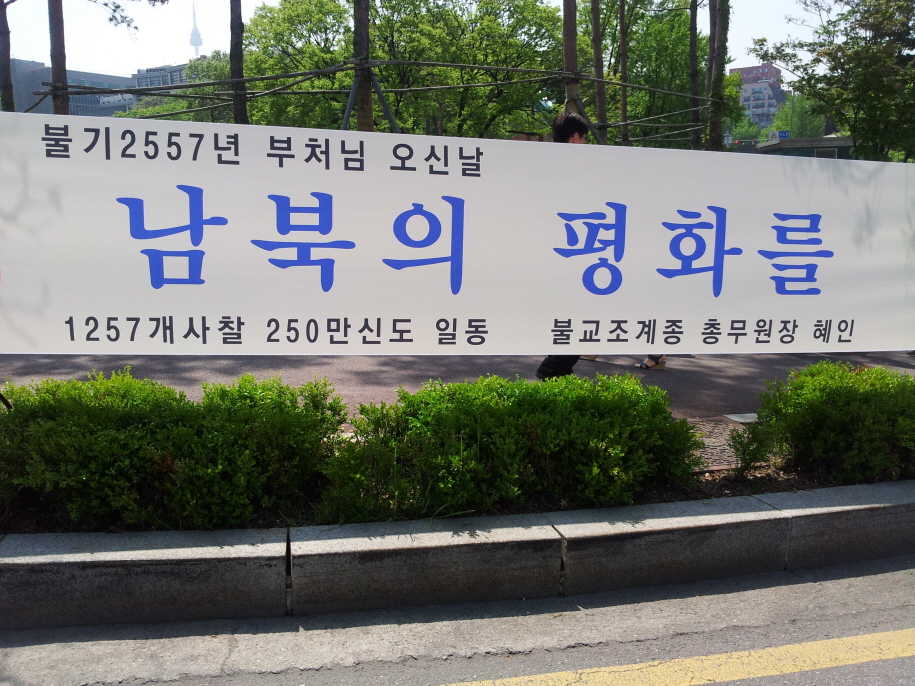 불기2557년 부처님 오신날
남북의 평화를
1257개사찰 250만신도 일동 불교조계종 총무원장 혜인